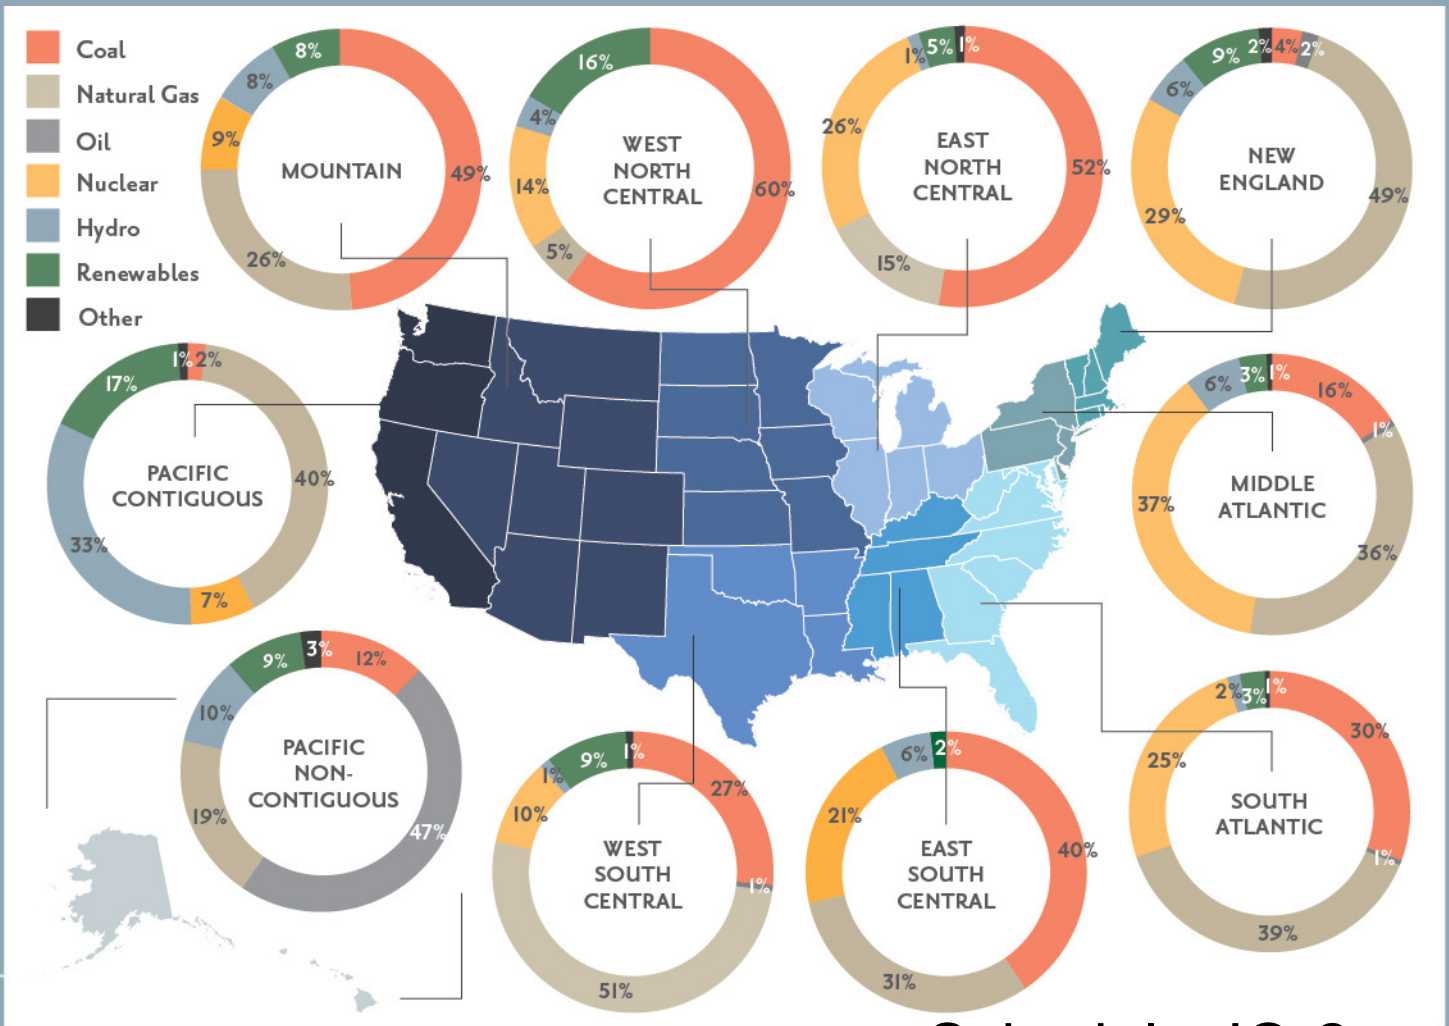 Coal
Natural Gas
Oil
Nuclear
Hydro
Renewables
Other
8%
8%
9%
26%
49%
MOUNTAIN
16%
4%
14%
5%
60%
WEST
NORTH
CENTRAL
1%
5%
1%
26%
15%
52%
EAST
NORTH
CENTRAL
2%
4%
2%
9%
6%
29%
49%
NEW
ENGLAND
1%
2%
17%
33%
7%
40%
PACIFIC
CONTIGUOUS
6%
3%
1%
16%
1%
37%
36%
MIDDLE
ATLANTIC
9%
3%
12%
10%
19%
47%
PACIFIC
NON-
CONTIGUOUS
1%
9%
1%
27%
10%
1%
51%
WEST
SOUTH
CENTRAL
6%
2%
21%
40%
31%
EAST
SOUTH
CENTRAL
2%
3%
1%
30%
25%
1%
39%
SOUTH
ATLANTIC